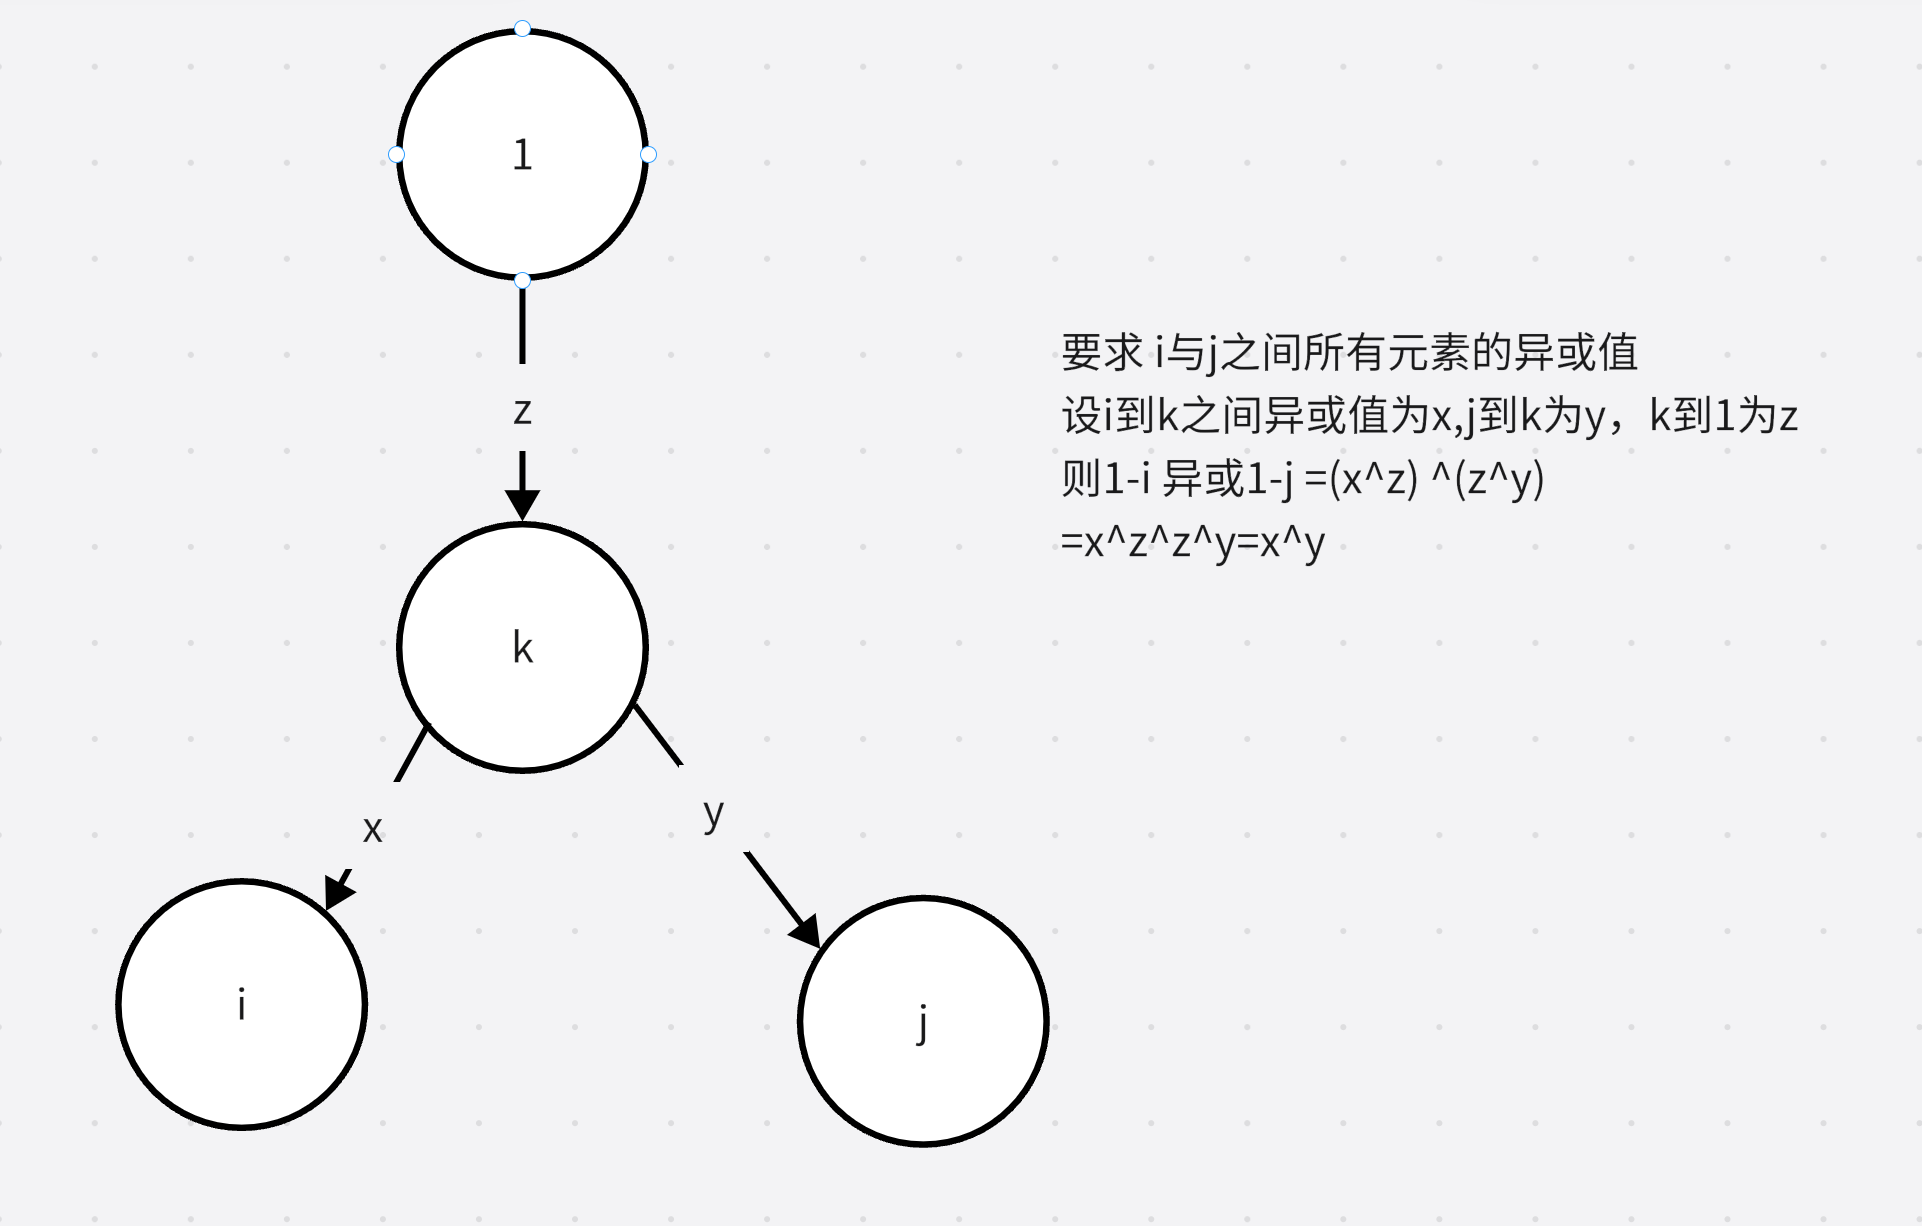 1
z
要求 i与j之间所有元素的异或值
设i到k之间异或值为x,j到k为y，k到1为z
则1-i 异或1-j =(x^z) ^(z^y)
=x^z^z^y=x^y
k
x
y
i
j